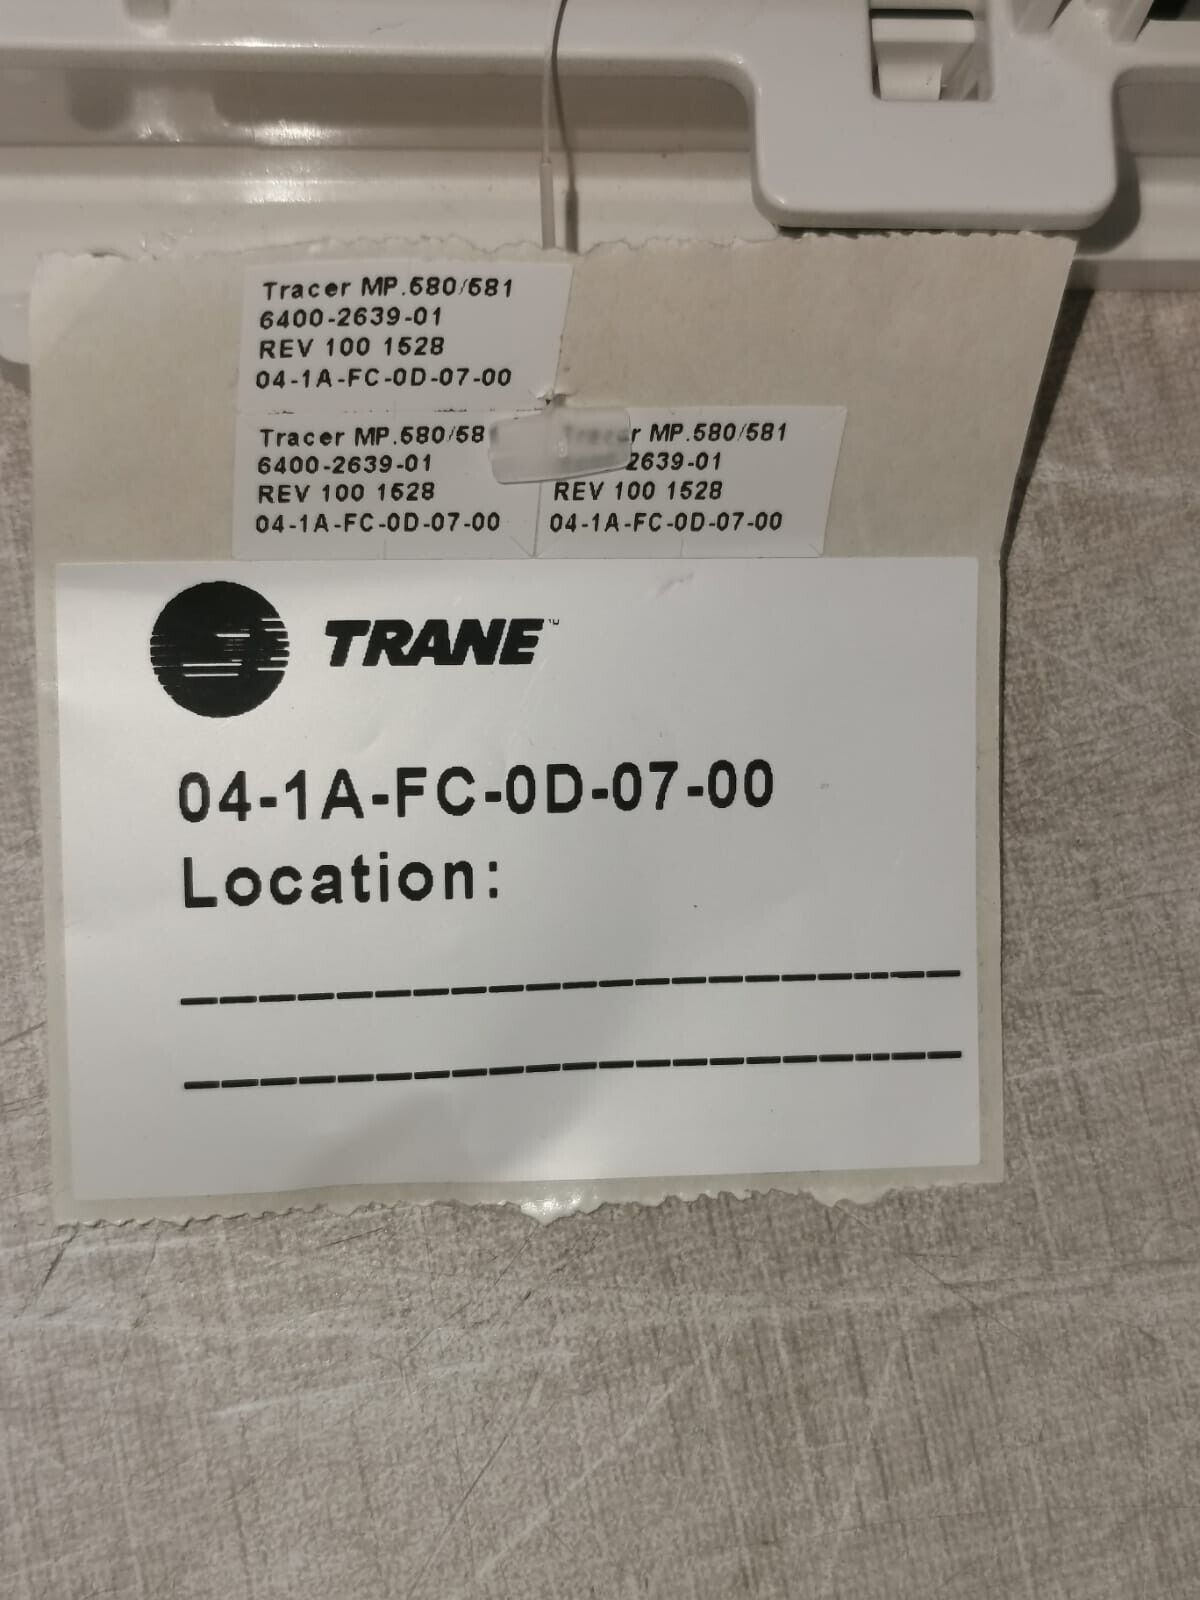 Tracer MP.580/581
6400-2639-01
REV 100 1528
04-1A-FC-0D-07-00
Tracer MP.580/58
6400-2639-01
REV 100 1528
04-1A-FC-0D-07-00
Tracer MP.580/581
2639-01
REV 100 1528
04-1A-FC-0D-07-00
TRANE™
04-1A-FC-0D-07-00
Location: